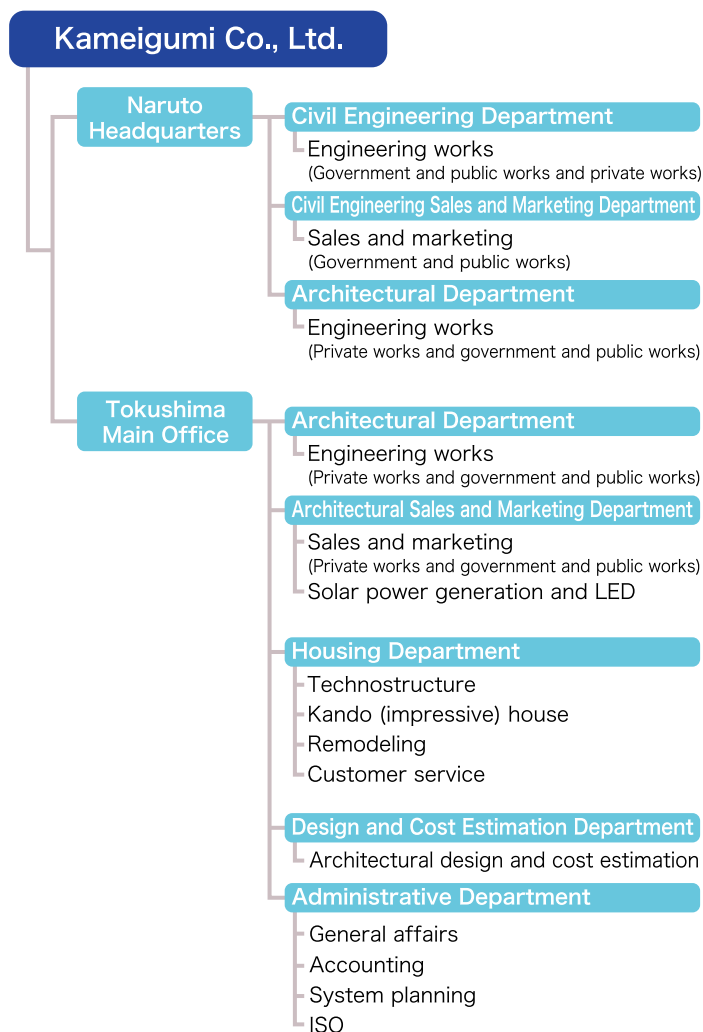 Kameigumi Co., Ltd.
Naruto
Headquarters
Civil Engineering Department
Engineering works
(Government and public works and private works)
Civil Engineering Sales and Marketing Department
Sales and marketing
(Government and public works)
Architectural Department
Engineering works
(Private works and government and public works)
Tokushima
Main Office
Architectural Department
Engineering works
(Private works and government and public works)
Architectural Sales and Marketing Department
Sales and marketing
(Private works and government and public works)
Solar power generation and LED
Housing Department
Technostructure
Kando (impressive) house
Remodeling
Customer service
Design and Cost Estimation Department
Architectural design and cost estimation
Administrative Department
General affairs
Accounting
System planning
ISO